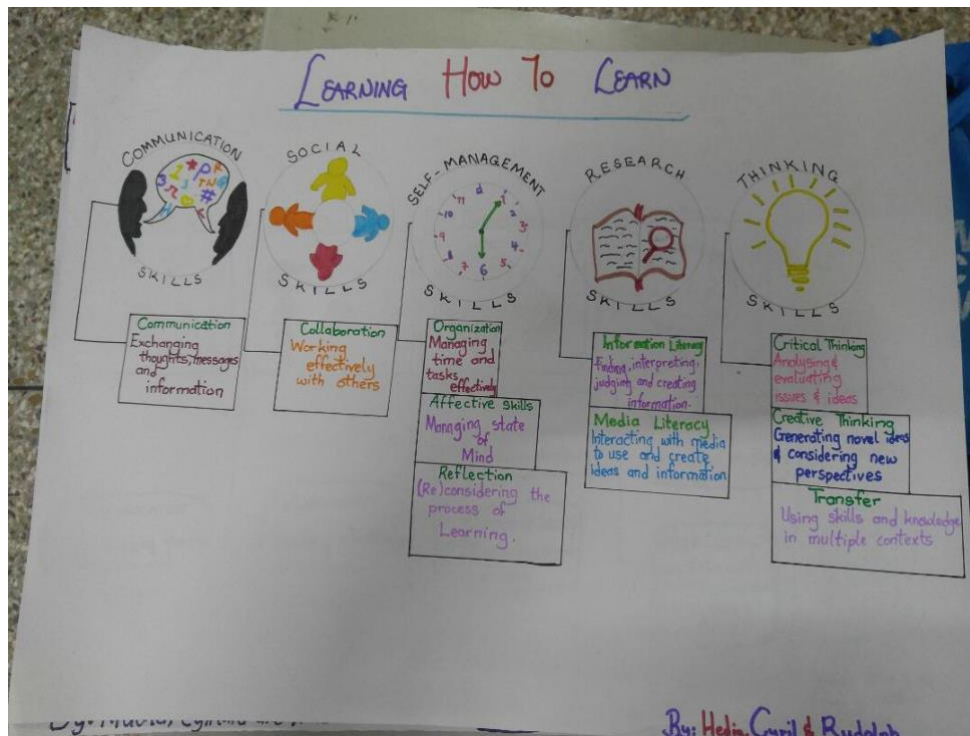 LEARNING HOW TO LEARN
COMMUNICATION
SKILLS
SOCIAL
SKILLS
SELF-MANAGEMENT
SKILLS
RESEARCH
SKILLS
THINKING
SKILLS
Communication
Exchanging
thoughts, messages
and
information
Collaboration
Working
effectively
with others
Organization
Managing
time and
tasks
effectively
Affective Skills
Managing state
of
Mind
Reflection
(Re)considering the
process of
Learning.
Information Literacy
Finding, interpreting,
judging and creating
information.
Media Literacy
Interacting with media
to use and create
ideas and information
Critical Thinking
Analysing &
evaluating
issues & ideas
Creative Thinking
Generating novel ideas
& considering new
perspectives
Transfer
Using skills and knowledge
in multiple contexts
By:
By: Hedia, Cyril & Rudolph